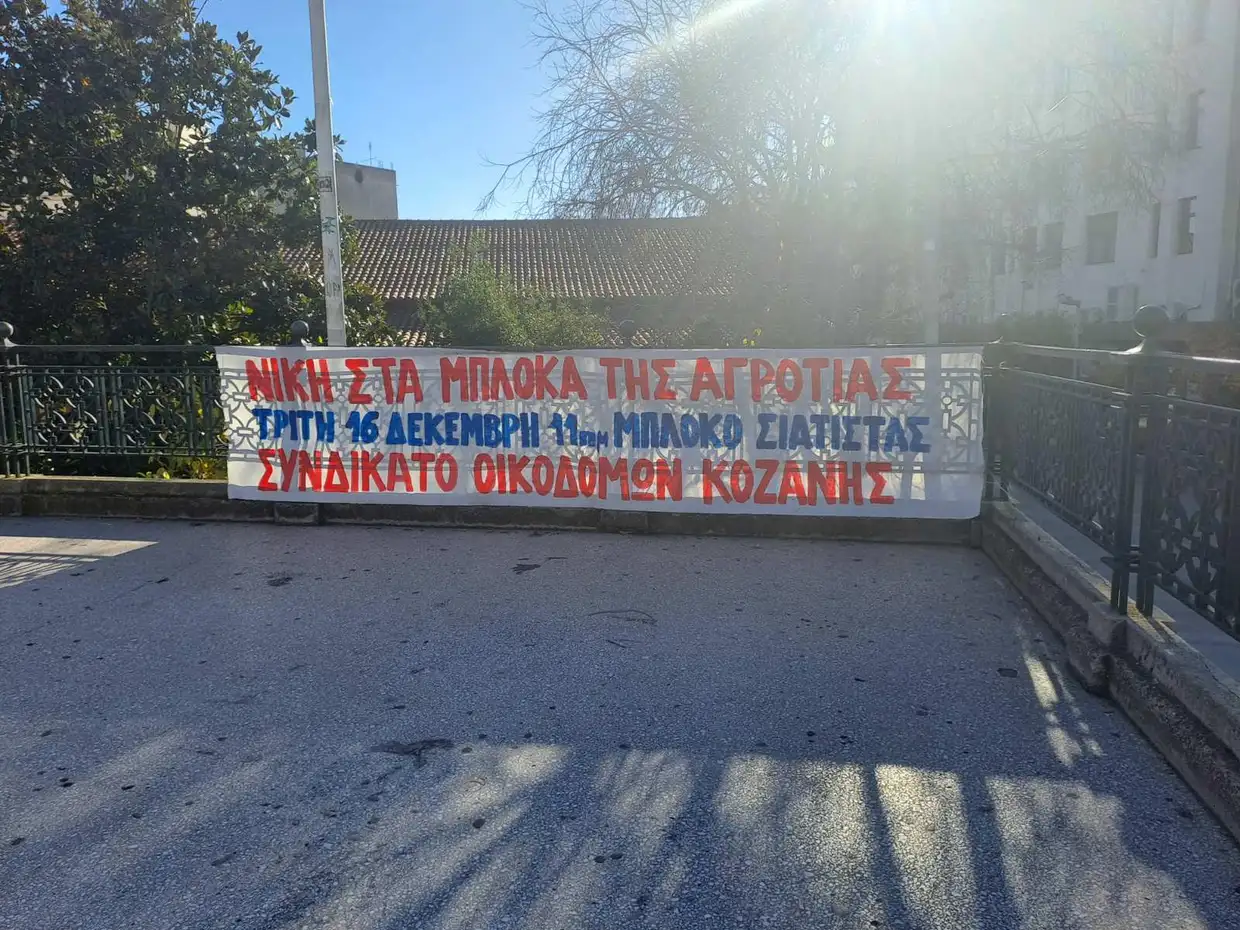 ΝΙΚΗ ΣΤΑ ΜΠΛΟΚΑ ΤΗΣ ΑΓΡΟΤΙΑΣ
ΤΡΙΤΗ 16 ΔΕΚΕΜΒΡΗ 11πμ ΜΠΛΟΚΟ ΣΙΑΤΙΣΤΑΣ
ΣΥΝΔΙΚΑΤΟ ΟΙΚΟΔΟΜΩΝ ΚΟΖΑΝΗΣ